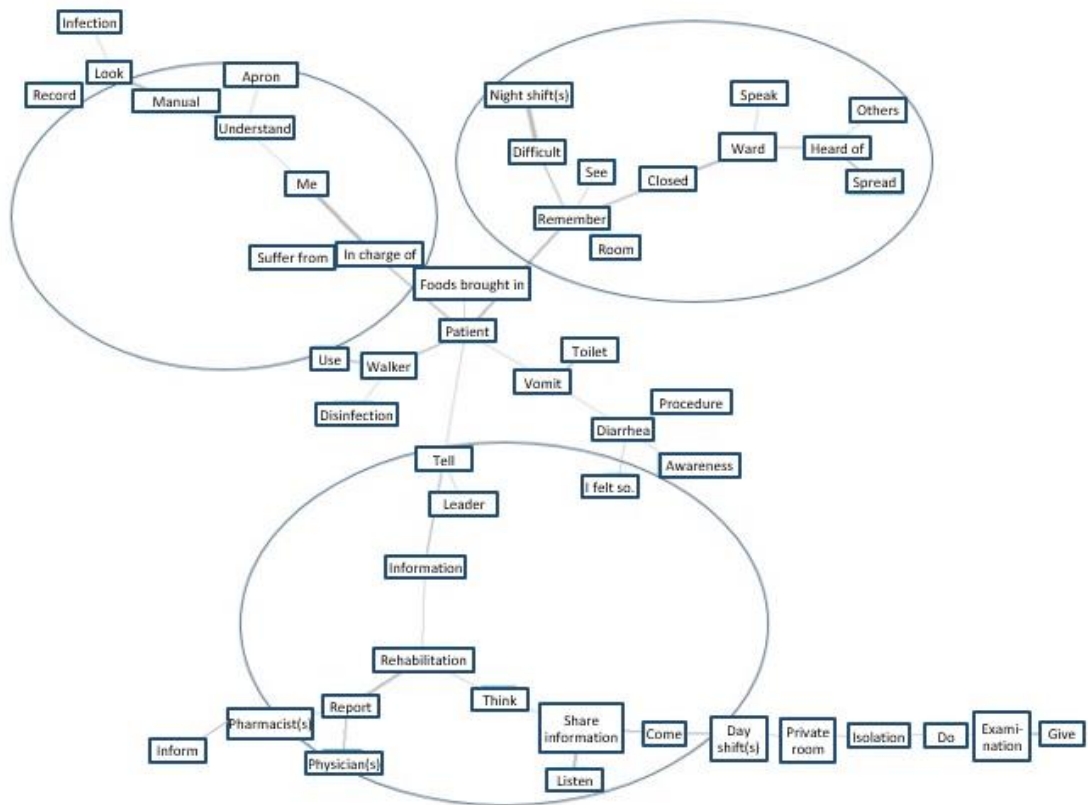 Infection
Look
Record
Manual
Apron
Understand
Me
Suffer from
In charge of
Night shift(s)
Difficult
See
Remember
Room
Closed
Speak
Ward
Others
Heard of
Spread
Foods brought in
Patient
Use
Walker
Disinfection
Toilet
Vomit
Procedure
Diarrhea
Awareness
I felt so.
Tell
Leader
Information
Rehabilitation
Report
Think
Pharmacist(s)
Inform
Physician(s)
Share
information
Listen
Come
Day
shift(s)
Private
room
Isolation
Do
Exami-
nation
Give